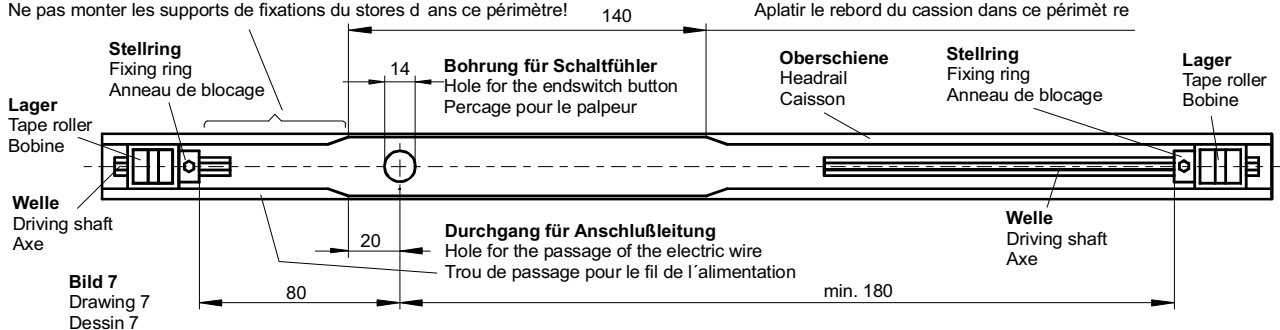 Ne pas monter les supports de fixations du stores d ans ce périmètre!
Aplatir le rebord du cassion dans ce périmèt re
140
Stellring
Fixing ring
Anneau de blocage
14
Bohrung für Schaltfühler
Hole for the endswitch button
Percage pour le palpeur
Oberschiene
Headrail
Caisson
Stellring
Fixing ring
Anneau de blocage
Lager
Tape roller
Bobine
Lager
Tape roller
Bobine
Welle
Driving shaft
Axe
20
Durchgang für Anschlußleitung
Hole for the passage of the electric wire
Trou de passage pour le fil de l´alimentation
Welle
Driving shaft
Axe
Bild 7
Drawing 7
Dessin 7
80
min. 180